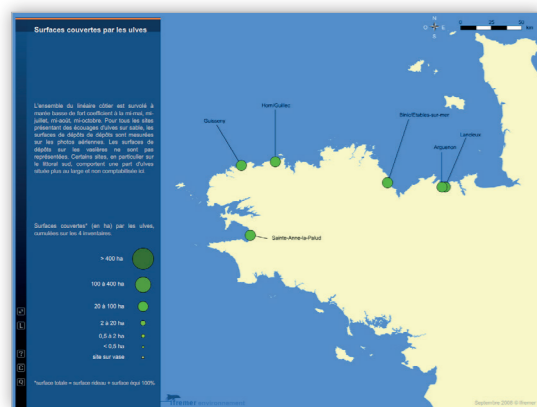 Surfaces couvertes par les ulves
L'ensemble du linéaire côtier est survolé à
marée basse de fort coefficient à la mi-mai, mi-
juillet, mi-août, mi-octobre. Pour tous les sites
présentant des échouages d'ulves sur sable, les
surfaces de dépôts de dépôts sont mesurées
sur les photos aériennes. Les surfaces de
dépôt sur les vasières ne sont pas
représentées. Certains sites, en particulier sur
le littoral sud, comportent une part d'ulves
située plus au large et non comptabilisée ici.
Surfaces couvertes* (en ha) par les ulves,
cumulées sur les 4 inventaires.
> 400 ha
100 à 400 ha
20 à 100 ha
2 à 20 ha
0,5 à 2 ha
< 0,5 ha
site sur vase
*surface totale = surface rideau + surface équi 100%
N
O E
S
0 25 50
km
Horn/Guillec
Quillimadec
Binic/Etables-sur-mer
Lancieux
Arguenon
Sainte-Anne-la-Palud
L
?
C
Q
Septembre 2008 ©